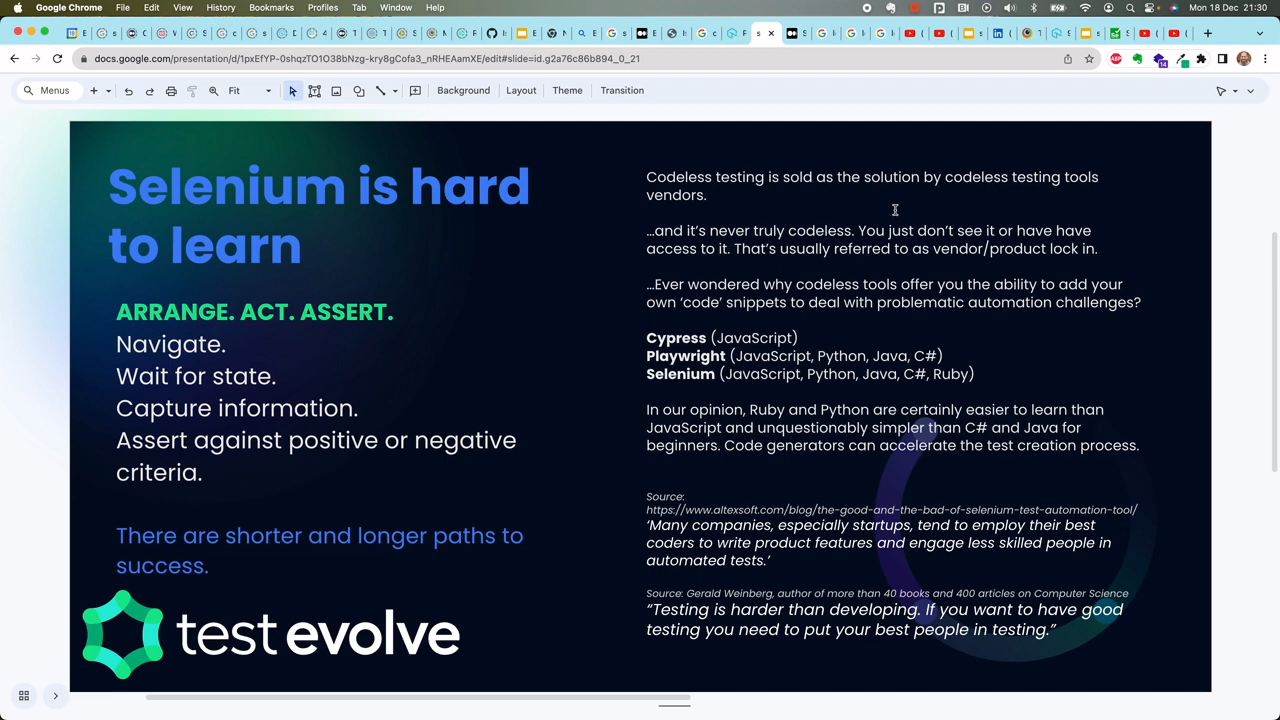 Google Chrome File Edit View History Bookmarks Profiles Tab Window Help Mon 18 Dec 21:30
docs.google.com/presentation/d/1pxEfYP-0shqzTO1O38bNzg-kry8gCofa3_nRHEAamXE/edit#slide=id.g2a76c86b894_0_21
Menus Fit Background Layout Theme Transition
Selenium is hard
to learn
ARRANGE. ACT. ASSERT.
Navigate.
Wait for state.
Capture information.
Assert against positive or negative
criteria.
There are shorter and longer paths to
success.
test evolve
Codeless testing is sold as the solution by codeless testing tools
vendors.
…and it’s never truly codeless. You just don’t see it or have have
access to it. That’s usually referred to as vendor/product lock in.
…Ever wondered why codeless tools offer you the ability to add your
own ‘code’ snippets to deal with problematic automation challenges?
Cypress (JavaScript)
Playwright (JavaScript, Python, Java, C#)
Selenium (JavaScript, Python, Java, C#, Ruby)
In our opinion, Ruby and Python are certainly easier to learn than
JavaScript and unquestionably simpler than C# and Java for
beginners. Code generators can accelerate the test creation process.
Source:
https://www.altexsoft.com/blog/the-good-and-the-bad-of-selenium-test-automation-tool/
‘Many companies, especially startups, tend to employ their best
coders to write product features and engage less skilled people in
automated tests.’
Source: Gerald Weinberg, author of more than 40 books and 400 articles on Computer Science
“Testing is harder than developing. If you want to have good
testing you need to put your best people in testing.”